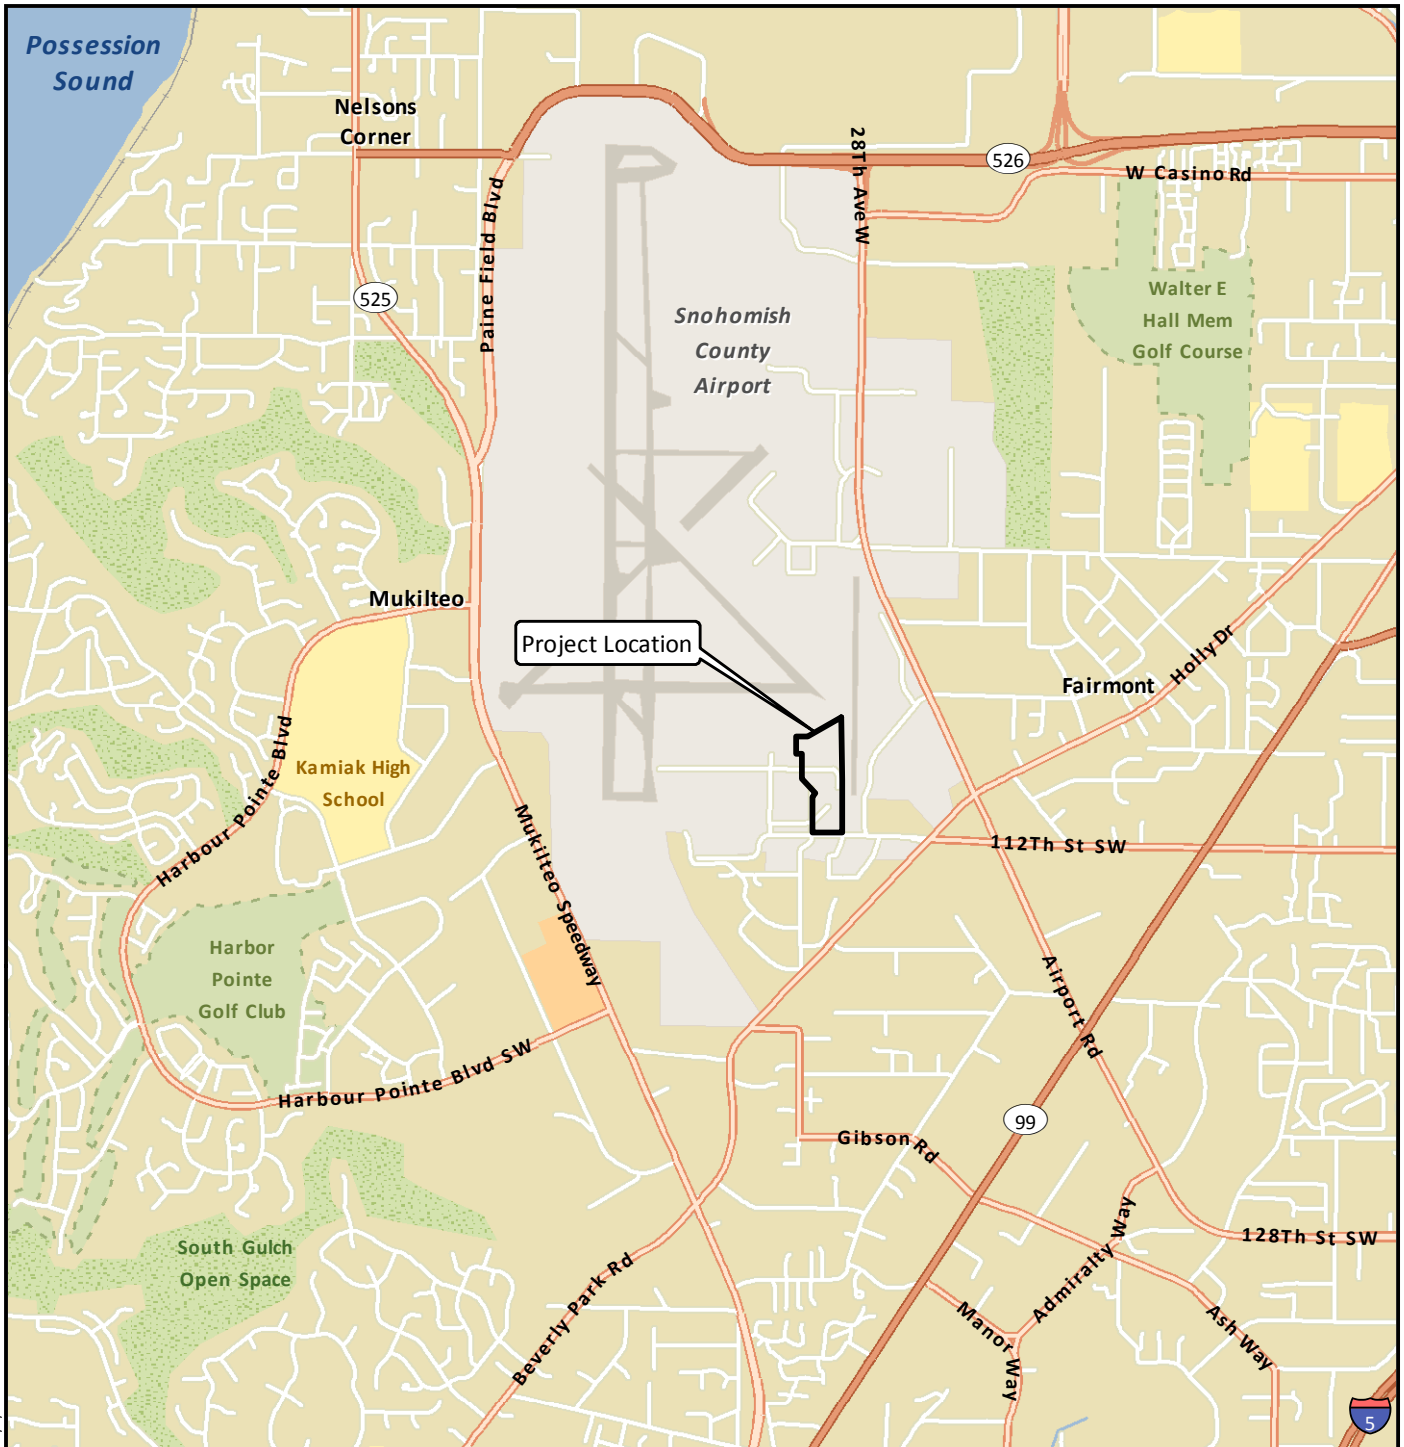 Possession
Sound
Nelsons
Corner
526
W Casino Rd
28Th Ave W
Paine Field Blvd
525
Snohomish
County
Airport
Walter E
Hall Mem
Golf Course
Mukilteo
Project Location
Fairmont
Holly Dr
Harbour Pointe Blvd
Kamiak High
School
Mukilteo Speedway
112Th St SW
Harbor
Pointe
Golf Club
Airport Rd
Harbour Pointe Blvd SW
99
Gibson Rd
South Gulch
Open Space
Beverly Park Rd
Admiralty Way
128Th St SW
Manor Way
Ash Way
5